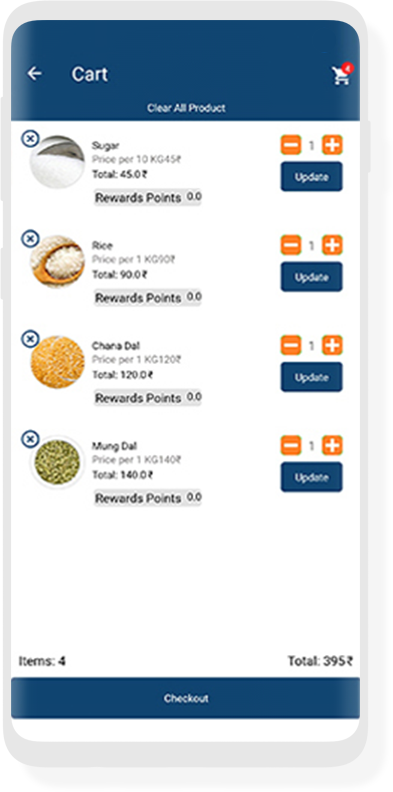 Cart
4
Clear All Product
Sugar
Price per 10 KG45₹
Total: 45.0₹
Rewards Points 0.0
1
Update
Rice
Price per 1 KG90₹
Total: 90.0₹
Rewards Points 0.0
1
Update
Chana Dal
Price per 1 KG120₹
Total: 120.0₹
Rewards Points 0.0
1
Update
Mung Dal
Price per 1 KG140₹
Total: 140.0₹
Rewards Points 0.0
1
Update
Items: 4
Total: 395₹
Checkout